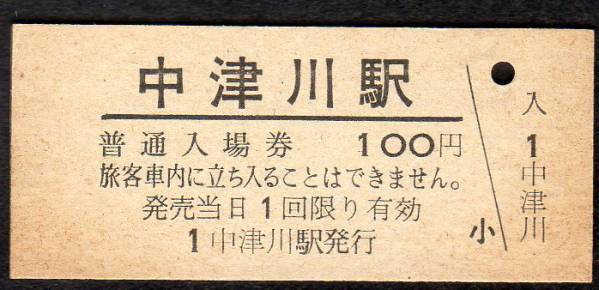 中津川駅
普通入場券 100円
旅客車内に立ち入ることはできません。
発売当日1回限り有効
1中津川駅発行
小
入
1
中津川